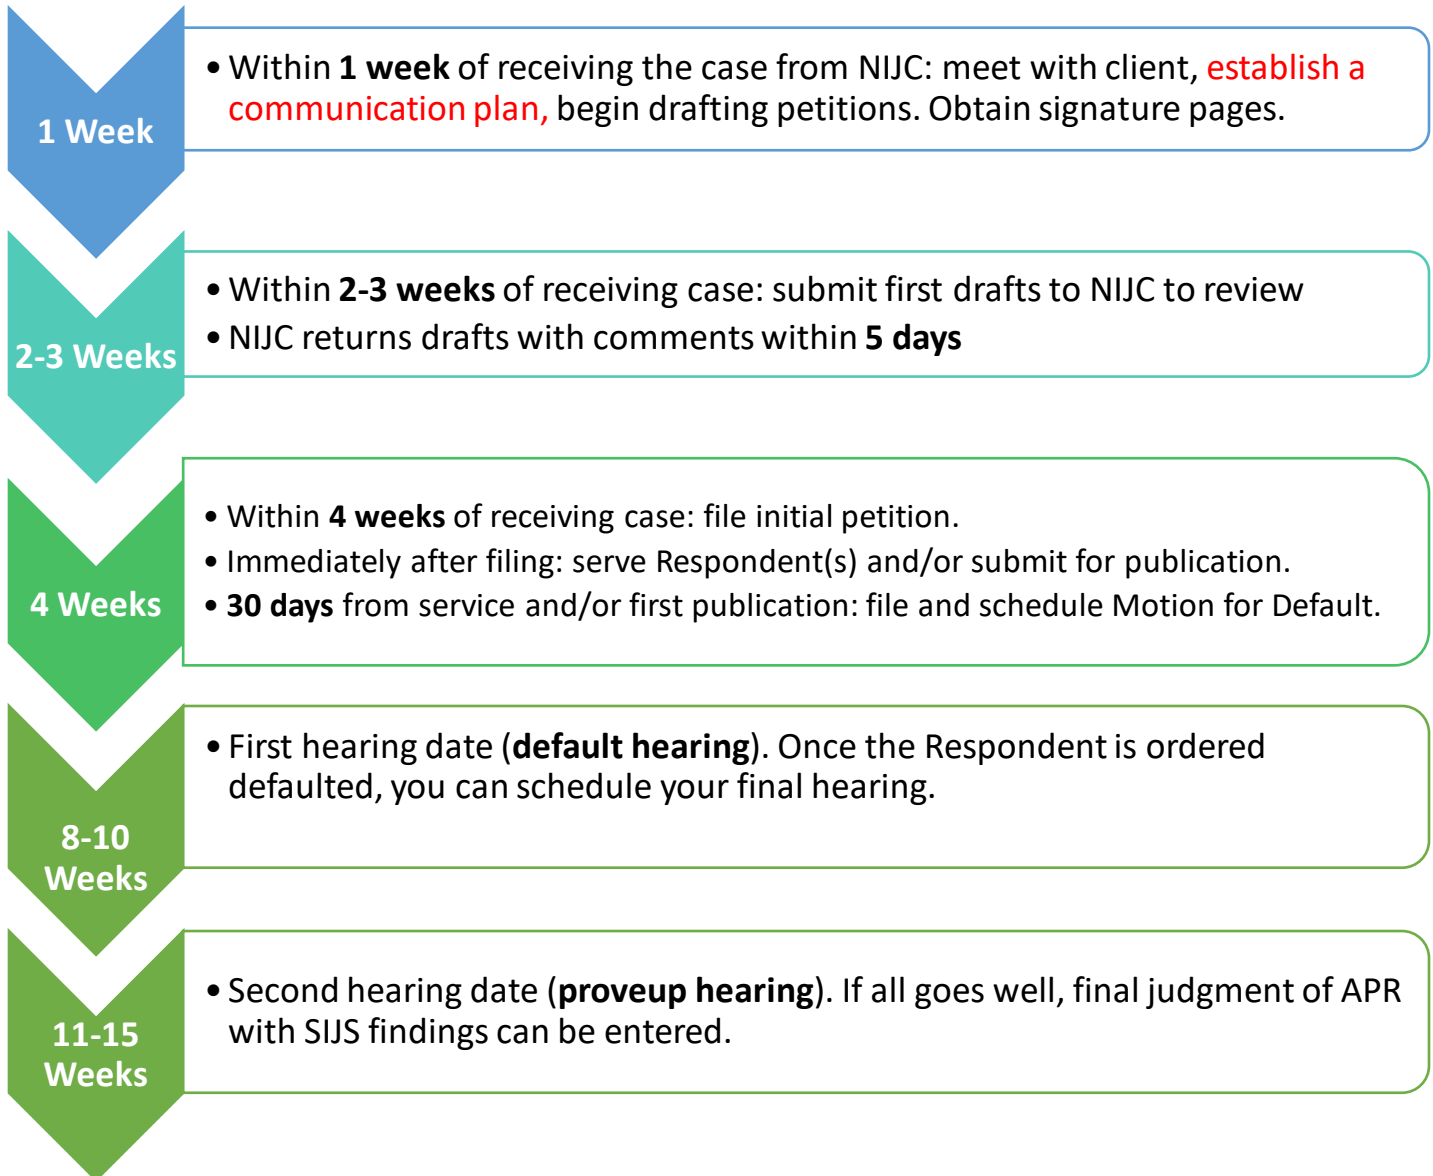 1 Week
• Within 1 week of receiving the case from NIJC: meet with client, establish a
communication plan, begin drafting petitions. Obtain signature pages.
2-3 Weeks
• Within 2-3 weeks of receiving case: submit first drafts to NIJC to review
• NIJC returns drafts with comments within 5 days
4 Weeks
• Within 4 weeks of receiving case: file initial petition.
• Immediately after filing: serve Respondent(s) and/or submit for publication.
• 30 days from service and/or first publication: file and schedule Motion for Default.
8-10
Weeks
• First hearing date (default hearing). Once the Respondent is ordered
defaulted, you can schedule your final hearing.
11-15
Weeks
• Second hearing date (proveup hearing). If all goes well, final judgment of APR
with SIJS findings can be entered.